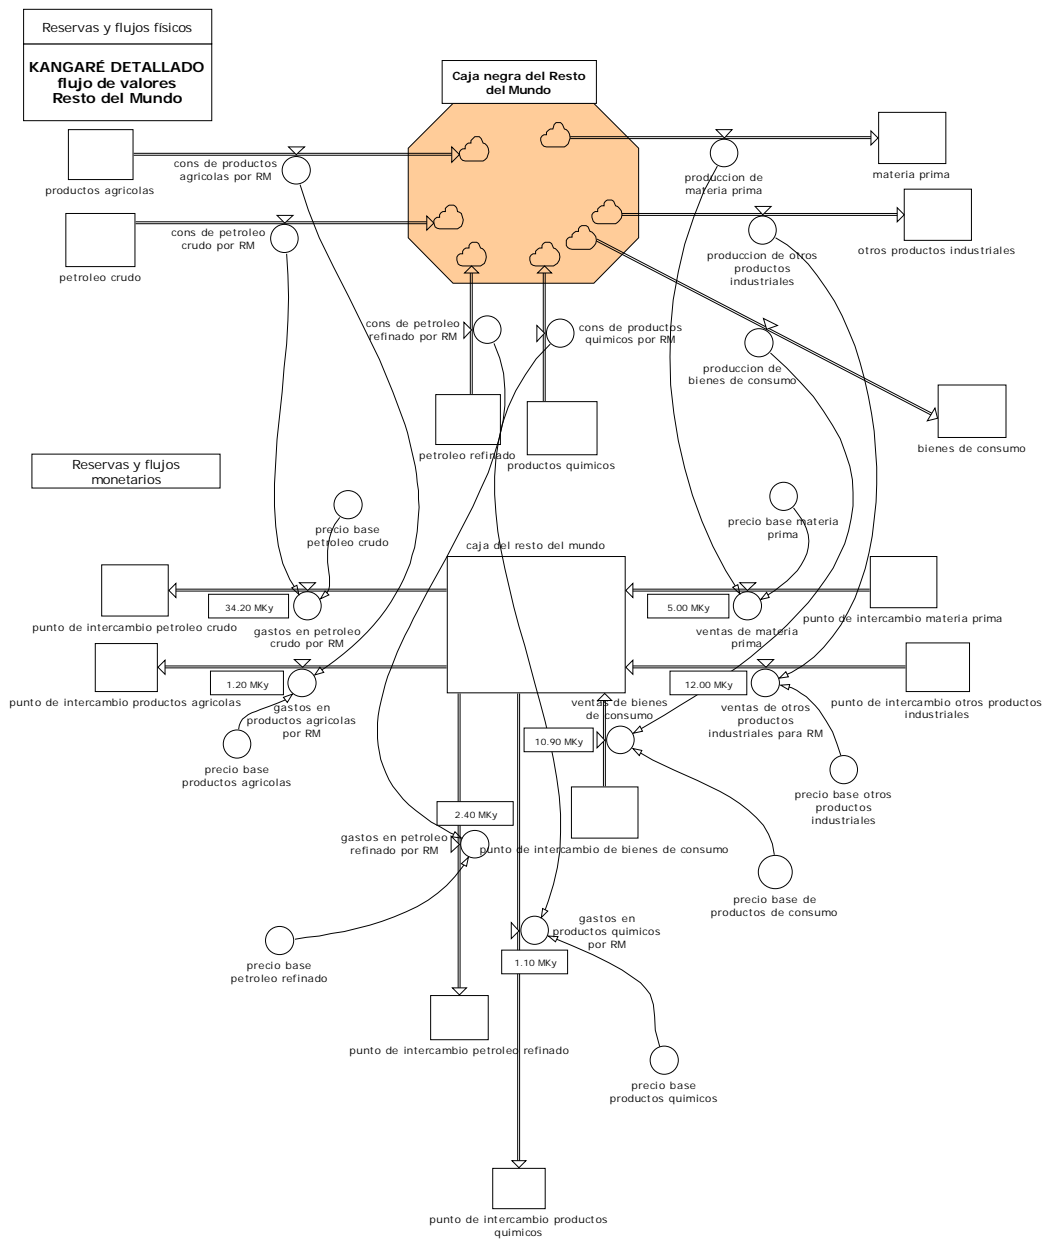 Reservas y flujos físicos
KANGARÉ DETALLADO
flujo de valores
Resto del Mundo
Caja negra del Resto
del Mundo
productos agricolas
cons de productos
agricolas por RM
produccion de
materia prima
materia prima
petroleo crudo
cons de petroleo
crudo por RM
produccion de otros
productos
industriales
otros productos industriales
cons de petroleo
refinado por RM
cons de productos
quimicos por RM
produccion de
bienes de consumo
bienes de consumo
petroleo refinado
productos quimicos
Reservas y flujos
monetarios
precio base
petroleo crudo
precio base materia
prima
caja del resto del mundo
34.20 MKy
5.00 MKy
punto de intercambio petroleo crudo
gastos en petroleo
crudo por RM
ventas de materia
prima
punto de intercambio materia prima
1.20 MKy
12.00 MKy
punto de intercambio productos agricolas
gastos en
productos agricolas
por RM
ventas de bienes
de consumo
ventas de otros
productos
industriales para RM
punto de intercambio otros productos
industriales
10.90 MKy
precio base
productos agricolas
precio base otros
productos
industriales
2.40 MKy
gastos en petroleo
refinado por RM
punto de intercambio de bienes de consumo
precio base de
productos de consumo
gastos en
productos quimicos
por RM
1.10 MKy
precio base
petroleo refinado
punto de intercambio petroleo refinado
precio base
productos quimicos
punto de intercambio productos
quimicos